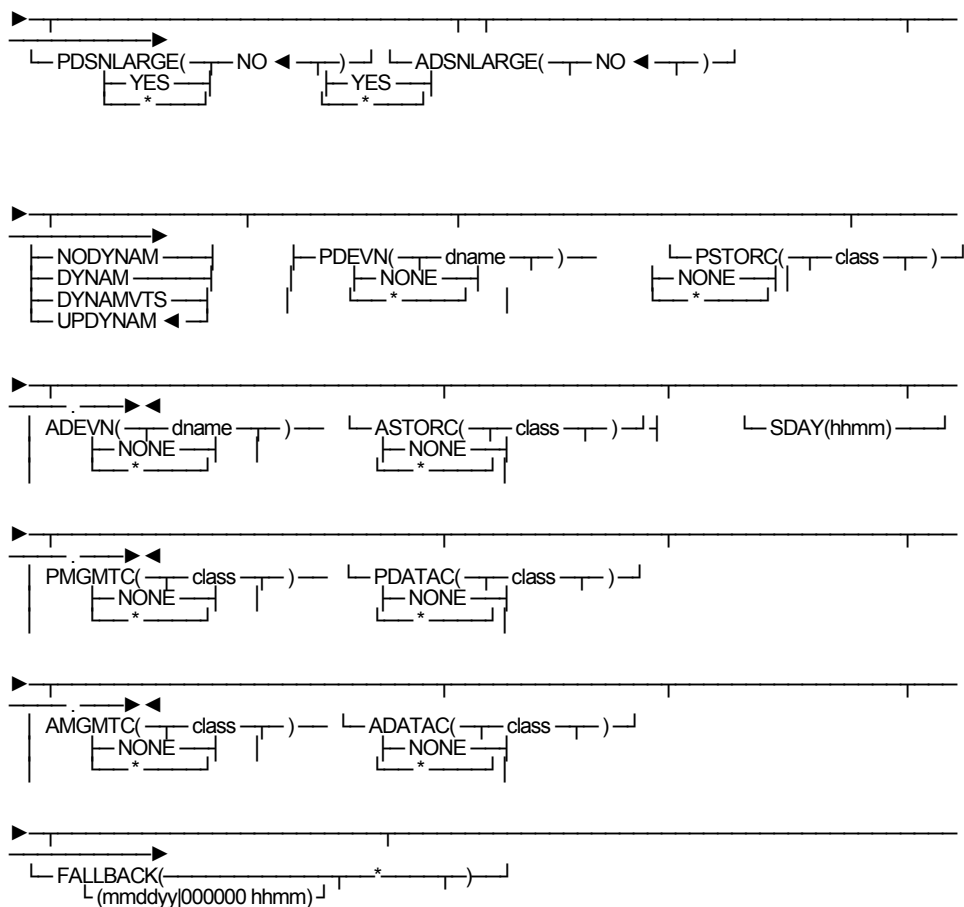 PDSNLARGE( NO ) ADSNLARGE( NO )
YES YES
* *
NODYNAM PDEVN( dname ) PSTORC( class )
DYNAM NONE NONE
DYNAMVTS * *
UPDYNAM
.
ADEVN( dname ) ASTORC( class ) SDAY(hhmm)
NONE NONE
* *
.
PMGMTC( class ) PDATAC( class )
NONE NONE
* *
.
AMGMTC( class ) ADATAC( class )
NONE NONE
* *
FALLBACK( * )
(mmddyy|000000 hhmm)